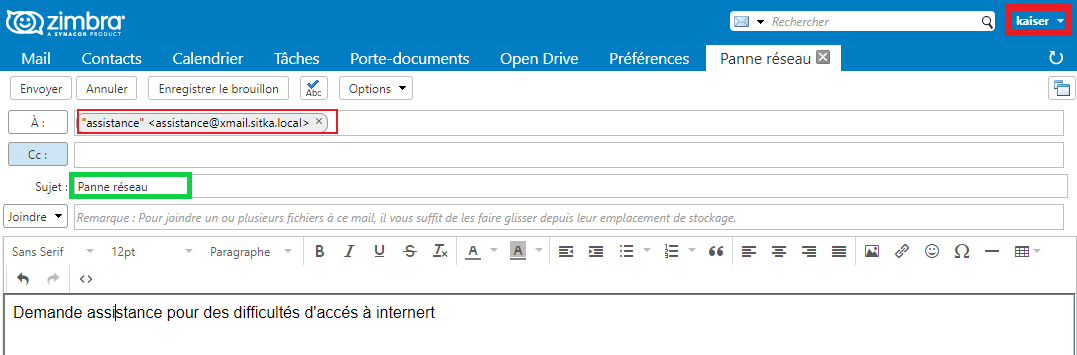 zimbra
A SYNACOR PRODUCT
Rechercher
kaiser
Mail Contacts Calendrier Tâches Porte-documents Open Drive Préférences Panne réseau
Envoyer Annuler Enregistrer le brouillon Abc Options
À : "assistance" <assistance@xmail.sitka.local> ×
Cc :
Sujet : Panne réseau
Joindre Remarque : Pour joindre un ou plusieurs fichiers à ce mail, il vous suffit de les faire glisser depuis leur emplacement de stockage.
Sans Serif 12pt Paragraphe B I U S Ix A A Ω
Demande assistance pour des difficultés d'accés à internert